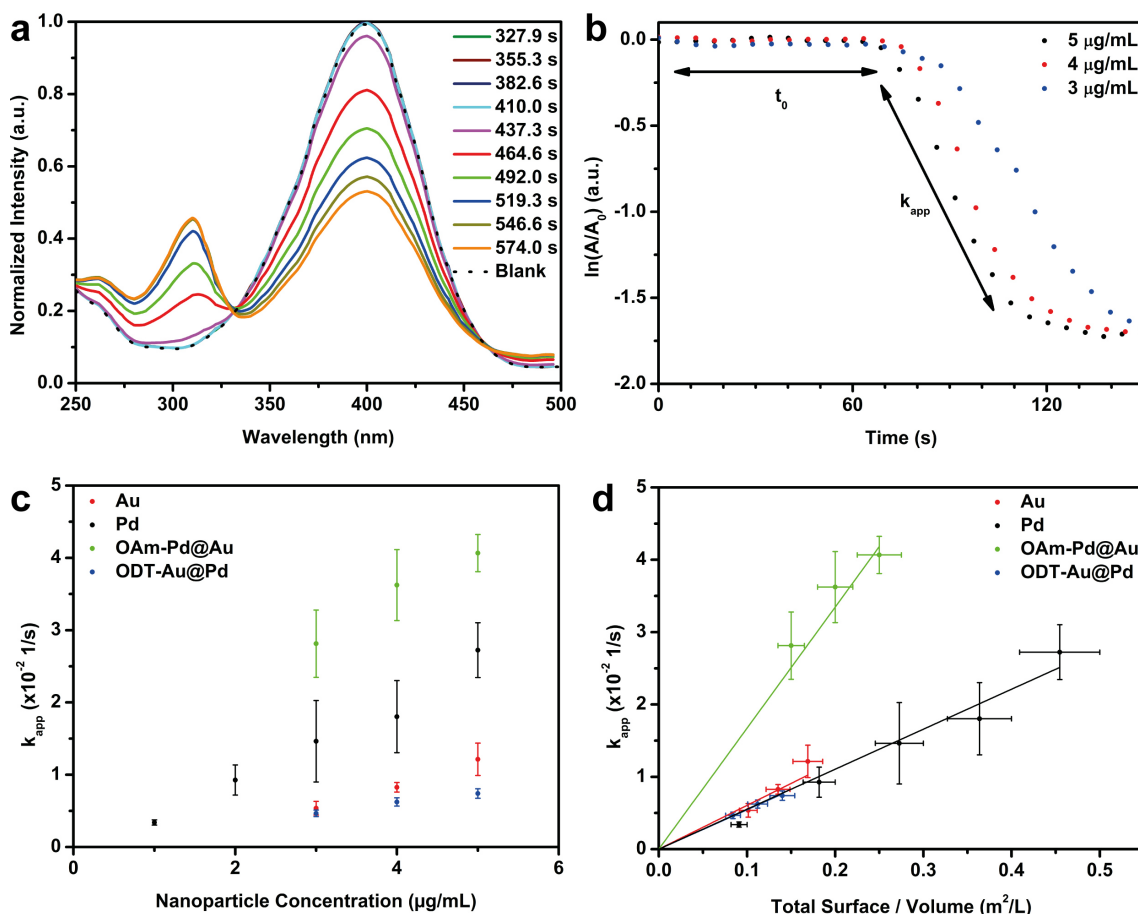 a
327.9 s
355.3 s
382.6 s
410.0 s
437.3 s
464.6 s
492.0 s
519.3 s
546.6 s
574.0 s
Blank
1.0
0.8
0.6
0.4
0.2
0.0
250
300
350
400
450
500
Normalized Intensity (a.u.)
Wavelength (nm)
b
5 μg/mL
4 μg/mL
3 μg/mL
t0
kapp
0.0
-0.5
-1.0
-1.5
-2.0
0
60
120
ln(A/A0) (a.u.)
Time (s)
c
Au
Pd
OAm-Pd@Au
ODT-Au@Pd
5
4
3
2
1
0
0
2
4
6
kapp (x10-2 1/s)
Nanoparticle Concentration (μg/mL)
d
Au
Pd
OAm-Pd@Au
ODT-Au@Pd
5
4
3
2
1
0
0.0
0.1
0.2
0.3
0.4
0.5
kapp (x10-2 1/s)
Total Surface / Volume (m2/L)